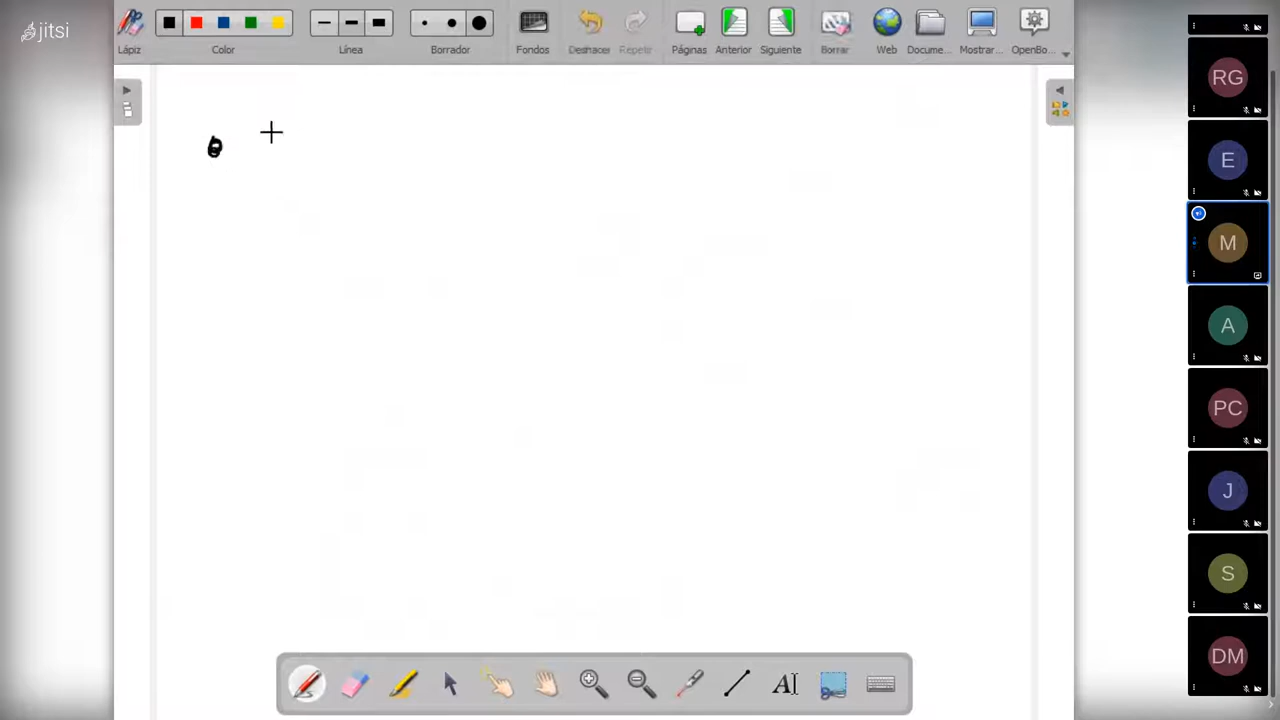 jitsi
Lápiz Color Línea Borrador Fondos Deshacer Repetir Páginas Anterior Siguiente Borrar Web Docume... Mostrar... OpenBo...
RG
E
M
A
PC
J
S
DM